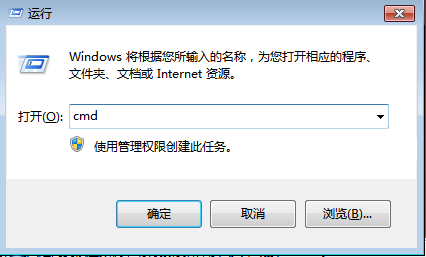 运行
Windows 将根据您所输入的名称，为您打开相应的程序、
文件夹、文档或 Internet 资源。
打开(O): cmd
使用管理权限创建此任务。
确定 取消 浏览(B)...